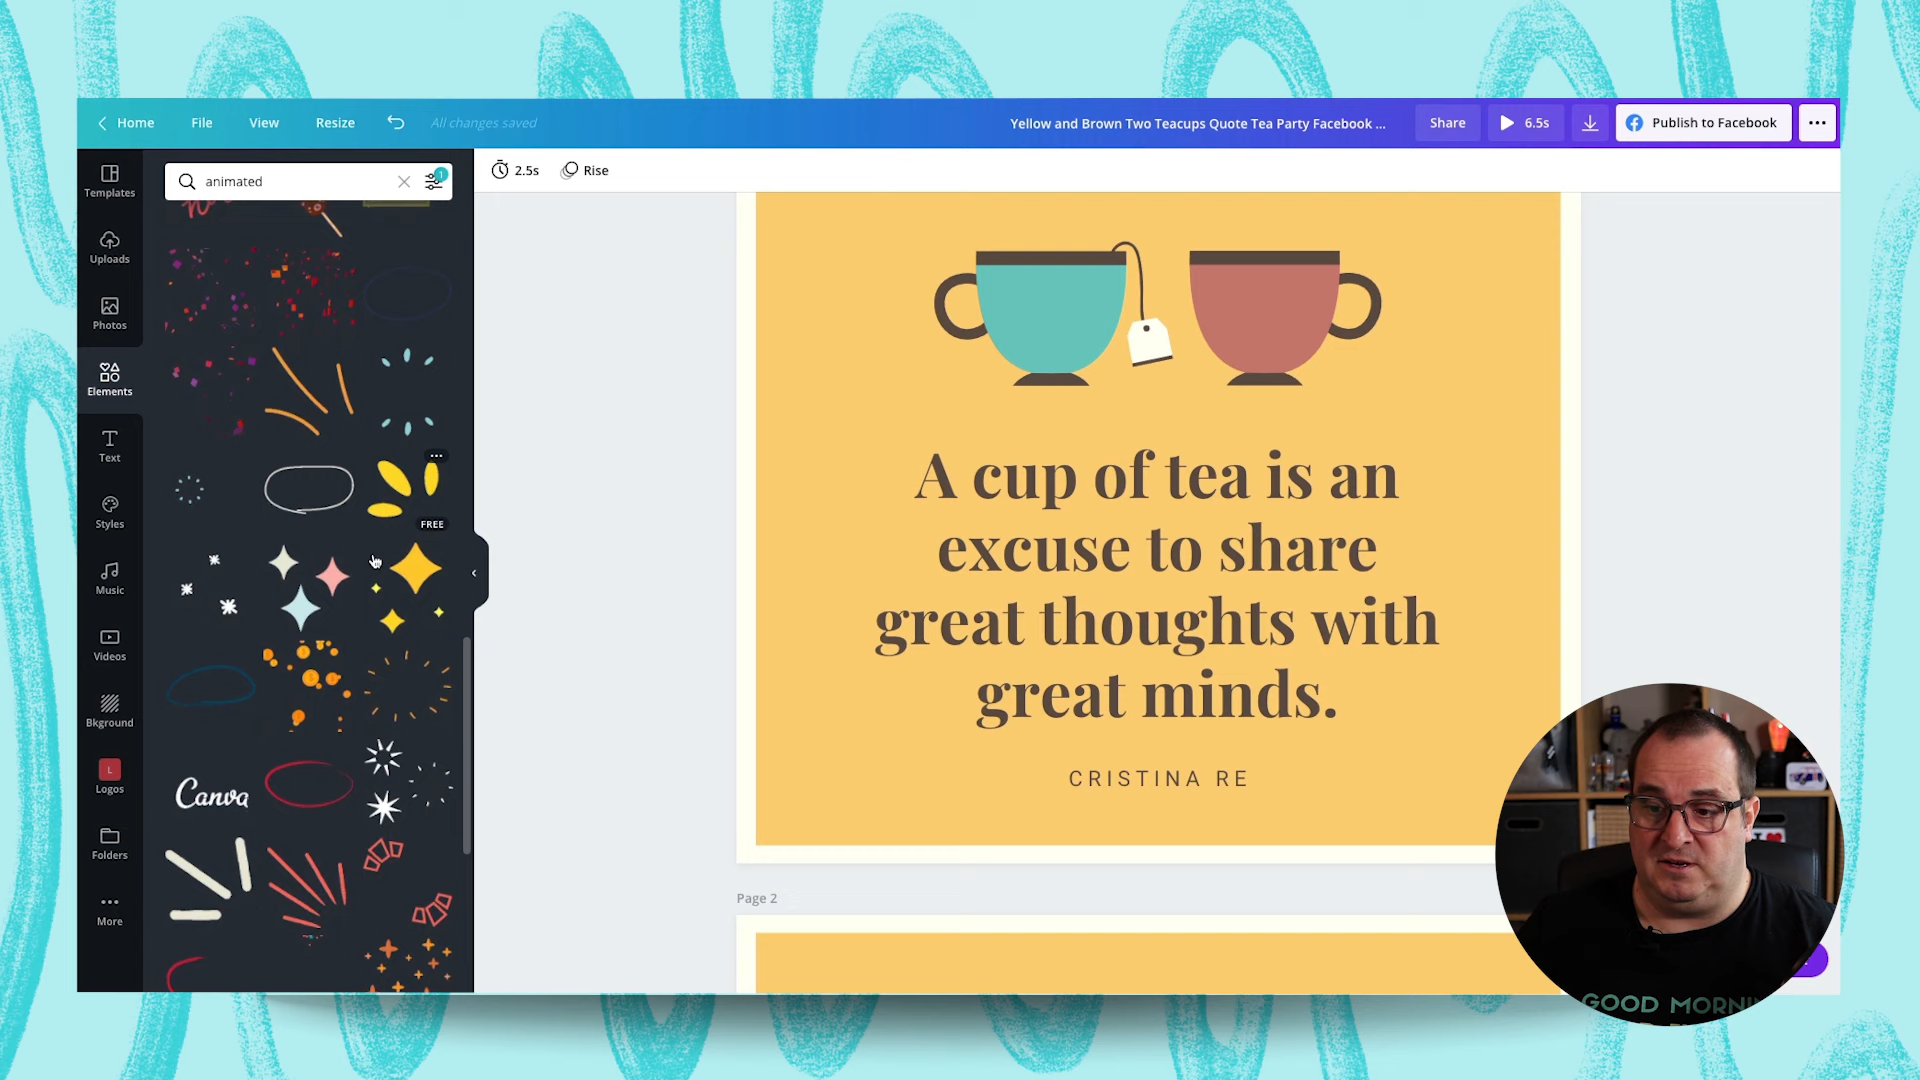 Home
File
View
Resize
All changes saved
Yellow and Brown Two Teacups Quote Tea Party Facebook ...
Share
6.5s
Publish to Facebook
Templates
Uploads
Photos
Elements
Text
Styles
Music
Videos
Bkground
L
Logos
Folders
More
animated
1
FREE
Canva
2.5s
Rise
A cup of tea is an
excuse to share
great thoughts with
great minds.
CRISTINA RE
Page 2
GOOD MORNIN